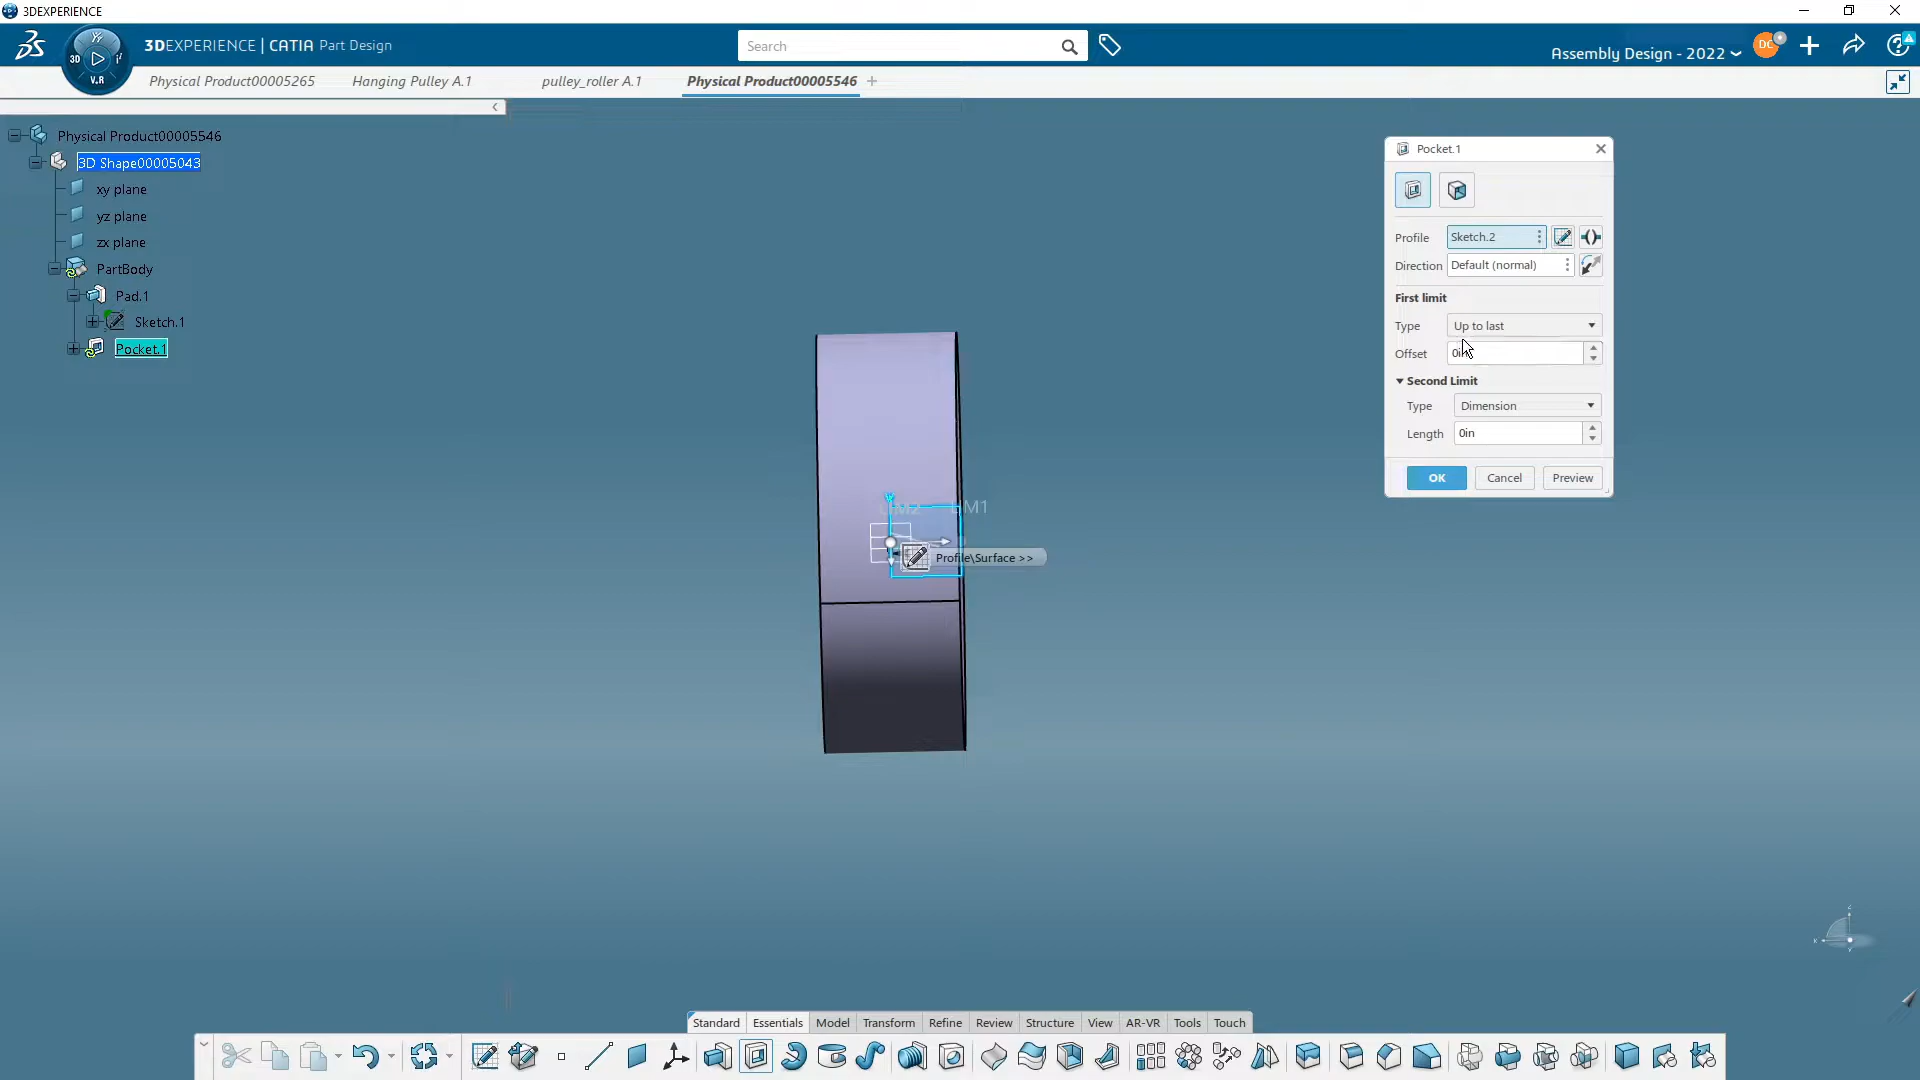 3DEXPERIENCE
3DEXPERIENCE | CATIA Part Design
3D
V.R
Search
Assembly Design - 2022
DC
Physical Product00005265
Hanging Pulley A.1
pulley_roller A.1
Physical Product00005546
Physical Product00005546
3D Shape00005043
xy plane
yz plane
zx plane
PartBody
Pad.1
Sketch.1
Pocket.1
Pocket.1
Profile
Sketch.2
Direction
Default (normal)
First limit
Type
Up to last
Offset
Second Limit
Type
Dimension
Length
0in
OK
Cancel
Preview
Profile\Surface >>
Standard
Essentials
Model
Transform
Refine
Review
Structure
View
AR-VR
Tools
Touch